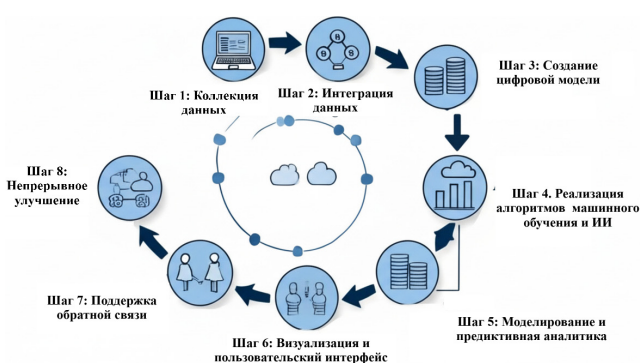 Шаг 1: Коллекция
данных
Шаг 2: Интеграция
данных
Шаг 3: Создание
цифровой модели
Шаг 4. Реализация
алгоритмов машинного
обучения и ИИ
Шаг 5: Моделирование и
предиктивная аналитика
Шаг 6: Визуализация и
пользовательский интерфейс
Шаг 7: Поддержка
обратной связи
Шаг 8:
Непрерывное
улучшение